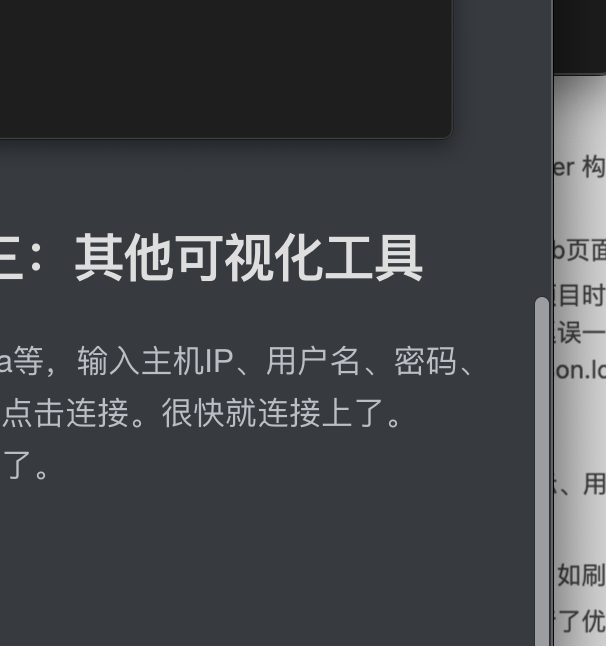 三：其他可视化工具
a等，输入主机IP、用户名、密码、
点击连接。很快就连接上了。
了。
er 构
b页面
目时
误一
on.lo
、用
如刷
了优